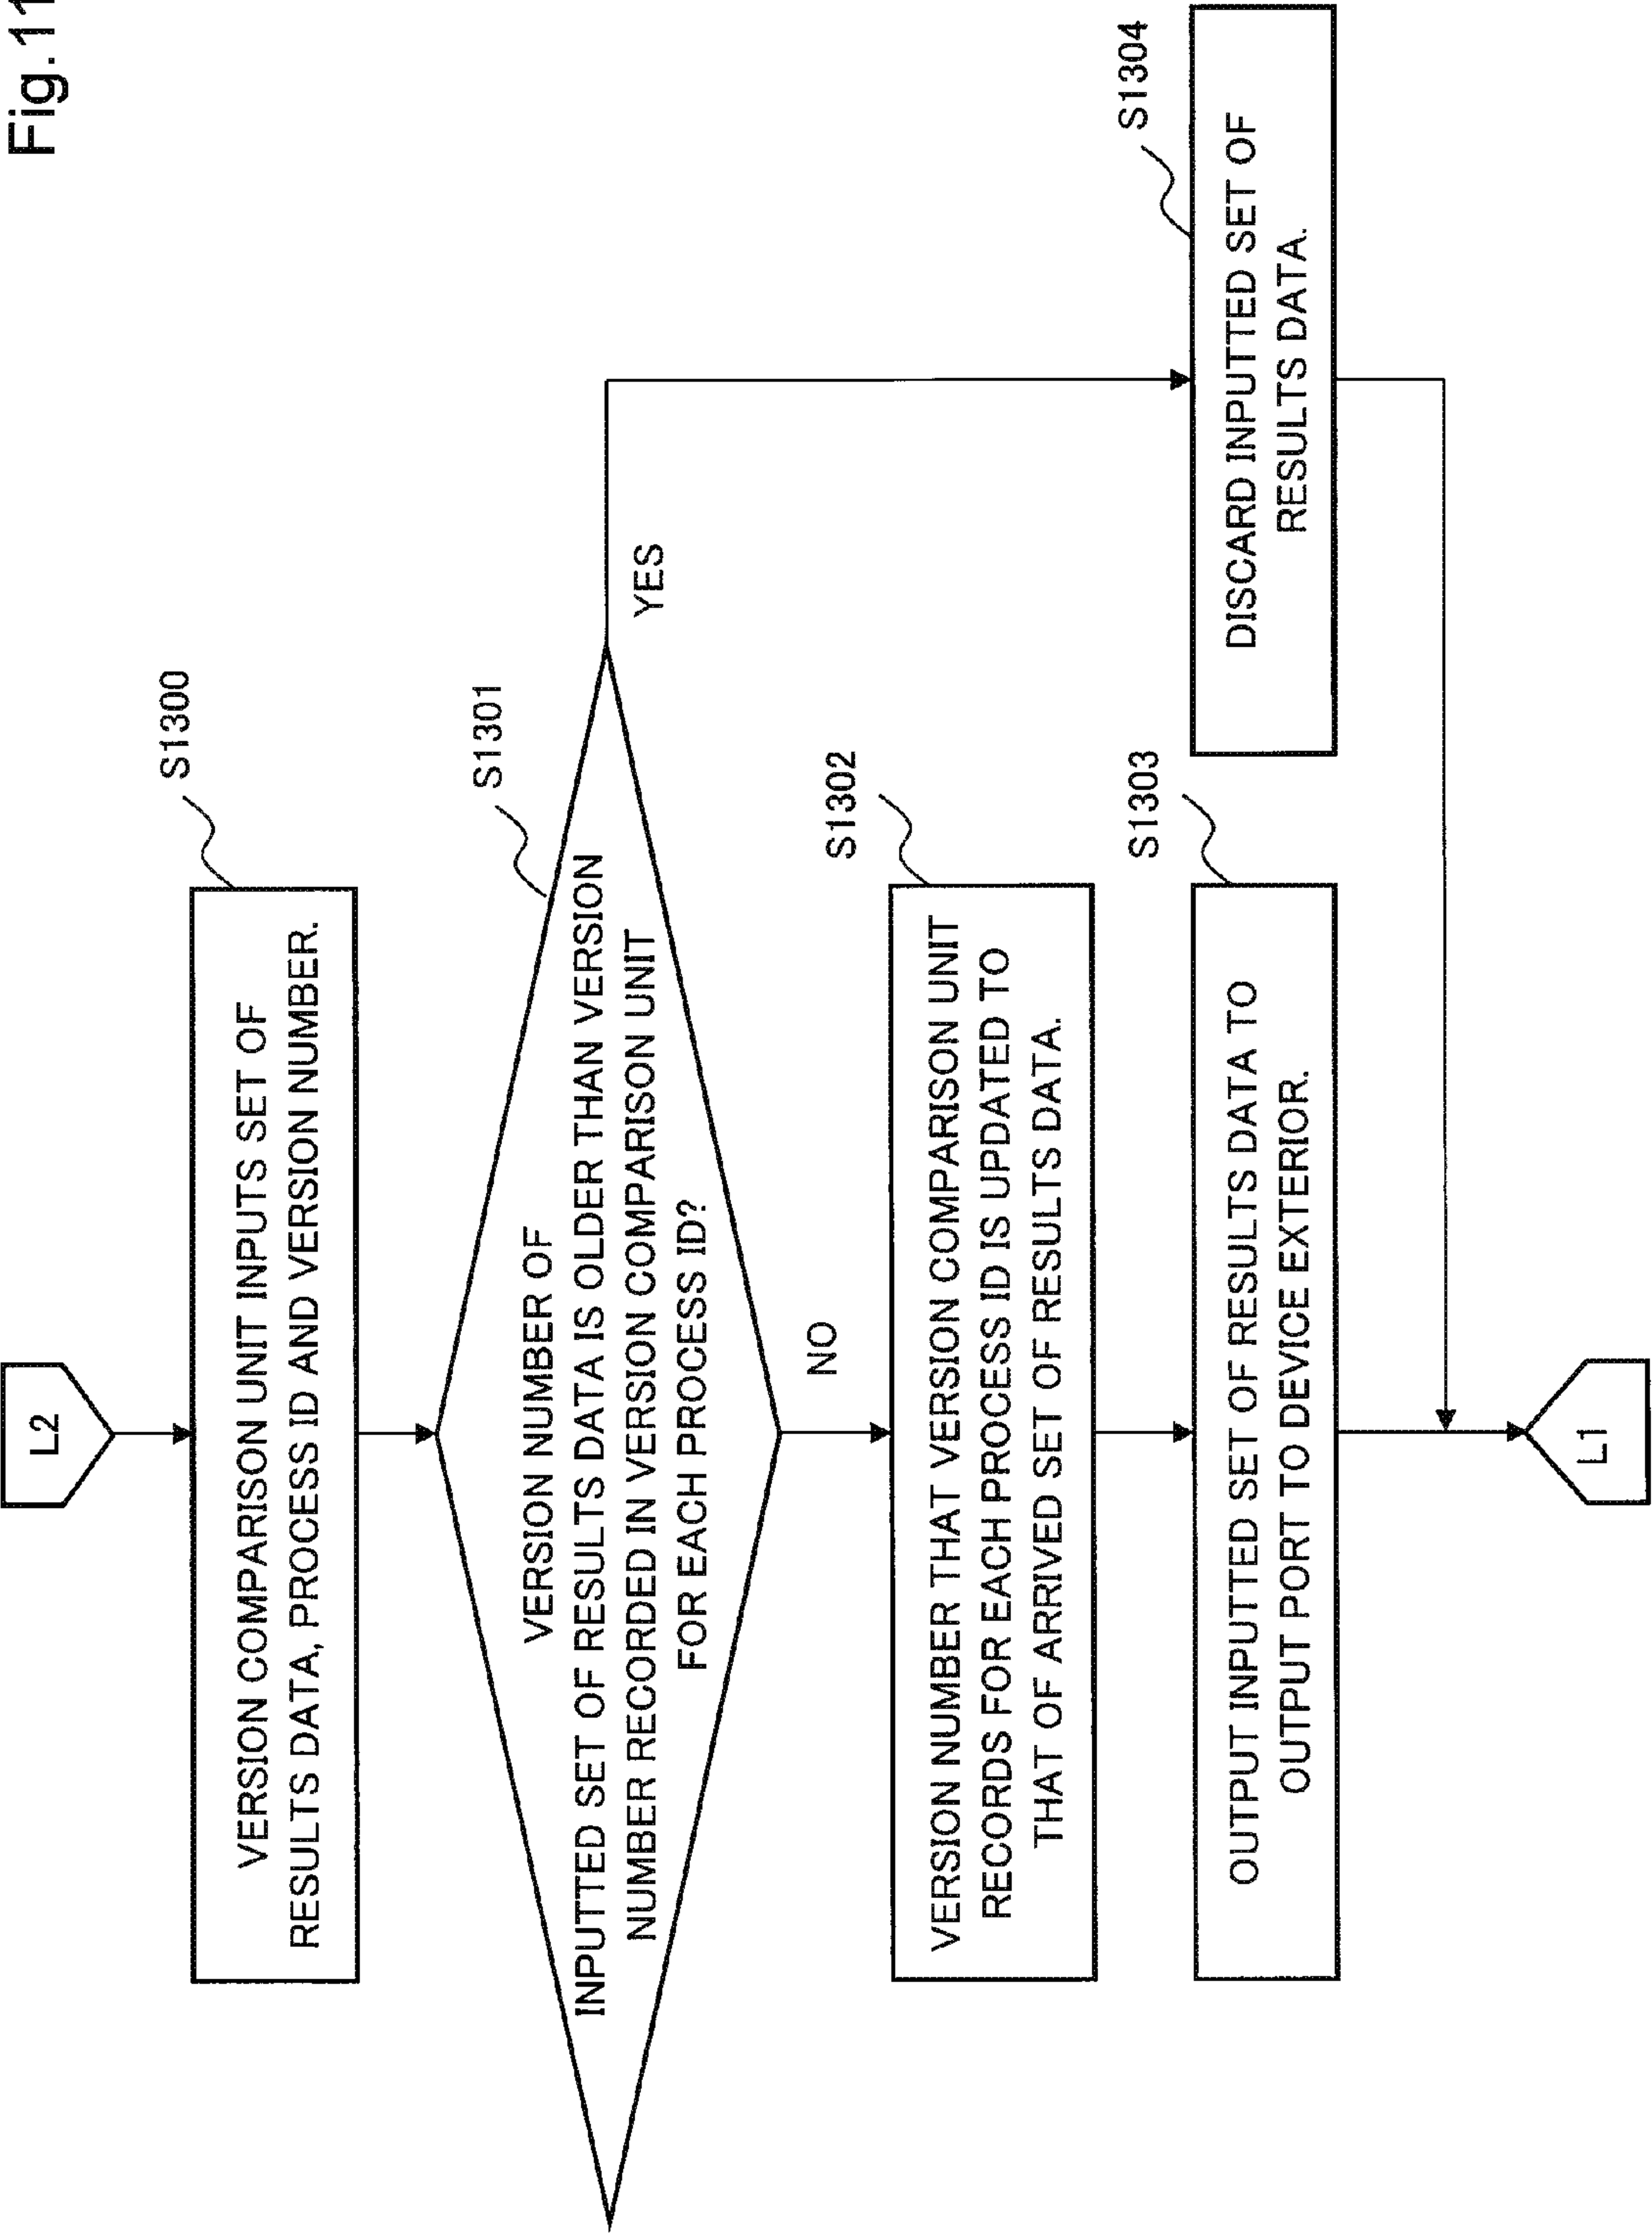 Fig.11
L2
S1300
VERSION COMPARISON UNIT INPUTS SET OF
RESULTS DATA, PROCESS ID AND VERSION NUMBER.
S1301
VERSION NUMBER OF
INPUTTED SET OF RESULTS DATA IS OLDER THAN VERSION
NUMBER RECORDED IN VERSION COMPARISON UNIT
FOR EACH PROCESS ID?
YES
NO
S1302
VERSION NUMBER THAT VERSION COMPARISON UNIT
RECORDS FOR EACH PROCESS ID IS UPDATED TO
THAT OF ARRIVED SET OF RESULTS DATA.
S1303
OUTPUT INPUTTED SET OF RESULTS DATA TO
OUTPUT PORT TO DEVICE EXTERIOR.
S1304
DISCARD INPUTTED SET OF
RESULTS DATA.
L1